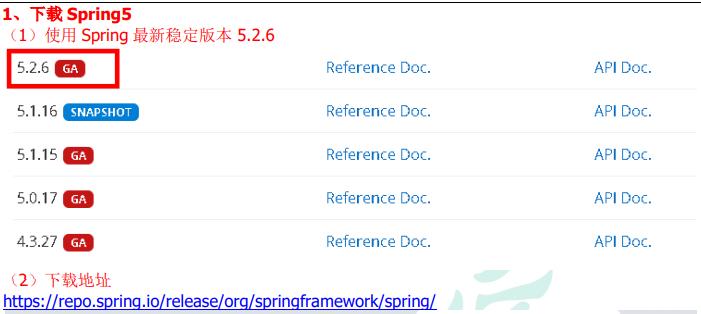 1、下载 Spring5
（1）使用 Spring 最新稳定版本 5.2.6
5.2.6 GA Reference Doc. API Doc.
5.1.16 SNAPSHOT Reference Doc. API Doc.
5.1.15 GA Reference Doc. API Doc.
5.0.17 GA Reference Doc. API Doc.
4.3.27 GA Reference Doc. API Doc.
（2）下载地址
https://repo.spring.io/release/org/springframework/spring/